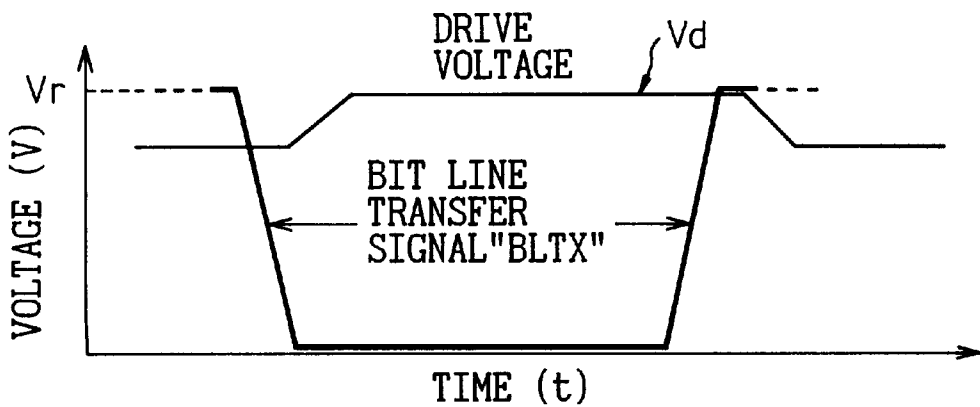 DRIVE
VOLTAGE
Vd
Vr
VOLTAGE (V)
BIT LINE
TRANSFER
SIGNAL"BLTX"
TIME (t)